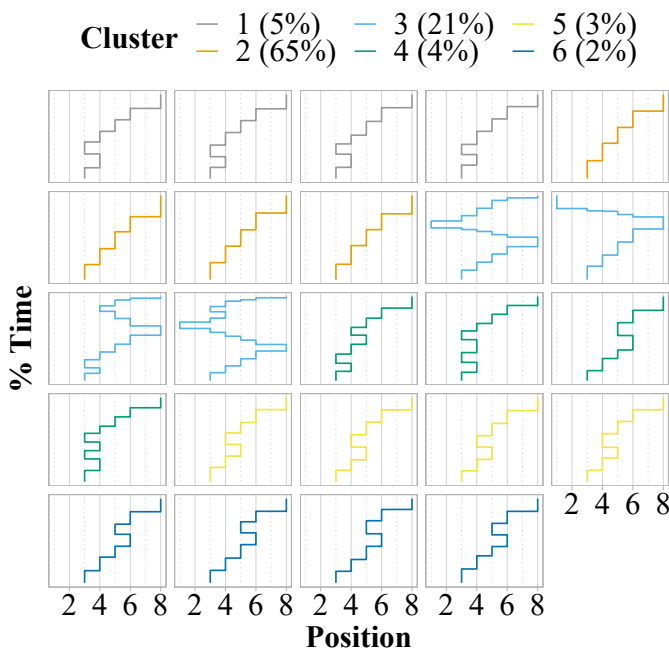 Cluster
1 (5%) 3 (21%) 5 (3%)
2 (65%) 4 (4%) 6 (2%)
% Time
2 4 6 8
2 4 6 8 2 4 6 8 2 4 6 8 2 4 6 8
Position